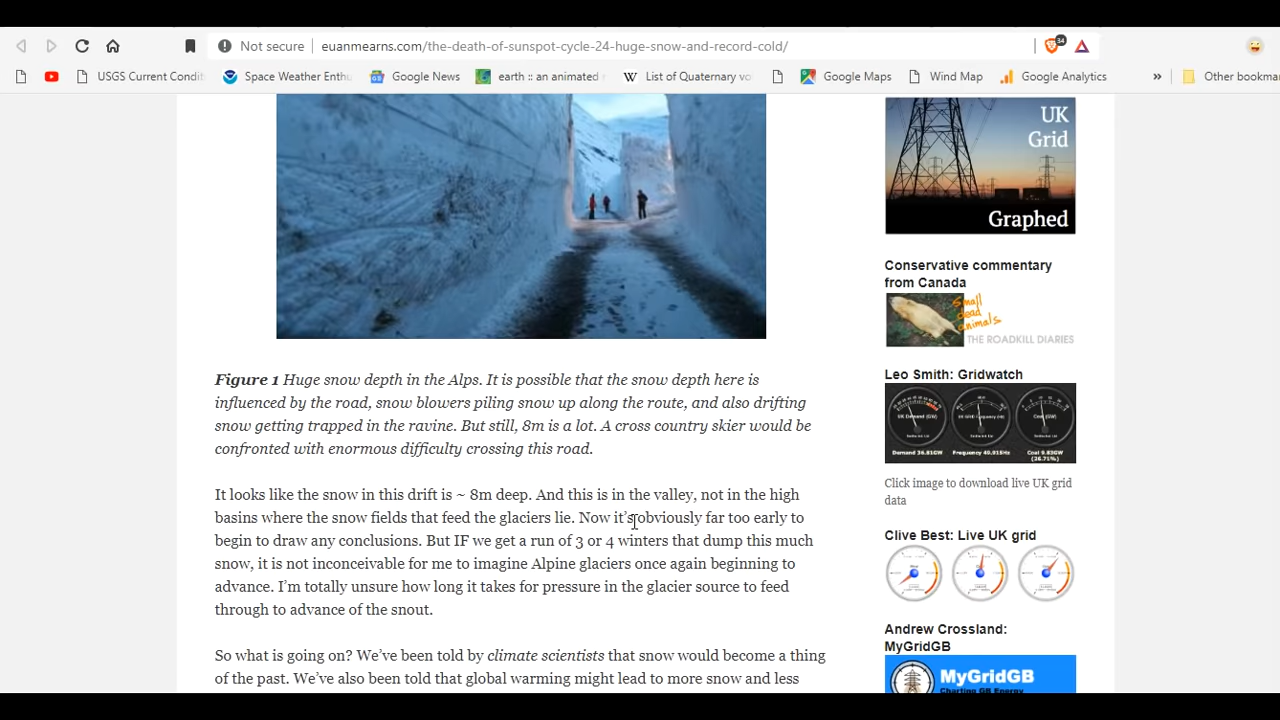 Not secure
euanmearns.com/the-death-of-sunspot-cycle-24-huge-snow-and-record-cold/
34
USGS Current Condit
Space Weather Enthu
Google News
earth :: an animated
List of Quaternary vo
Google Maps
Wind Map
Google Analytics
»
Other bookma
Figure 1 Huge snow depth in the Alps. It is possible that the snow depth here is
influenced by the road, snow blowers piling snow up along the route, and also drifting
snow getting trapped in the ravine. But still, 8m is a lot. A cross country skier would be
confronted with enormous difficulty crossing this road.
It looks like the snow in this drift is ~ 8m deep. And this is in the valley, not in the high
basins where the snow fields that feed the glaciers lie. Now it's obviously far too early to
begin to draw any conclusions. But IF we get a run of 3 or 4 winters that dump this much
snow, it is not inconceivable for me to imagine Alpine glaciers once again beginning to
advance. I'm totally unsure how long it takes for pressure in the glacier source to feed
through to advance of the snout.
So what is going on? We've been told by climate scientists that snow would become a thing
of the past. We've also been told that global warming might lead to more snow and less
UK
Grid
Graphed
Conservative commentary
from Canada
small
dead
animals
THE ROADKILL DIARIES
Leo Smith: Gridwatch
Demand 36.81GW
Click image to download live UK grid
data
Clive Best: Live UK grid
Andrew Crossland:
MyGridGB
MyGridGB
Charting GB Energy